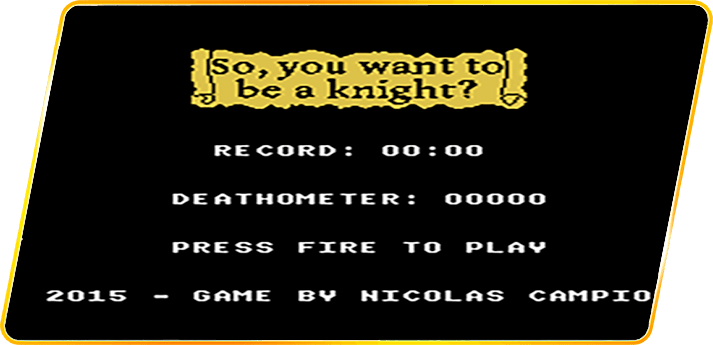 So, you want to
be a knight?
RECORD: 00:00
DEATHOMETER: 00000
PRESS FIRE TO PLAY
2015 - GAME BY NICOLAS CAMPIO